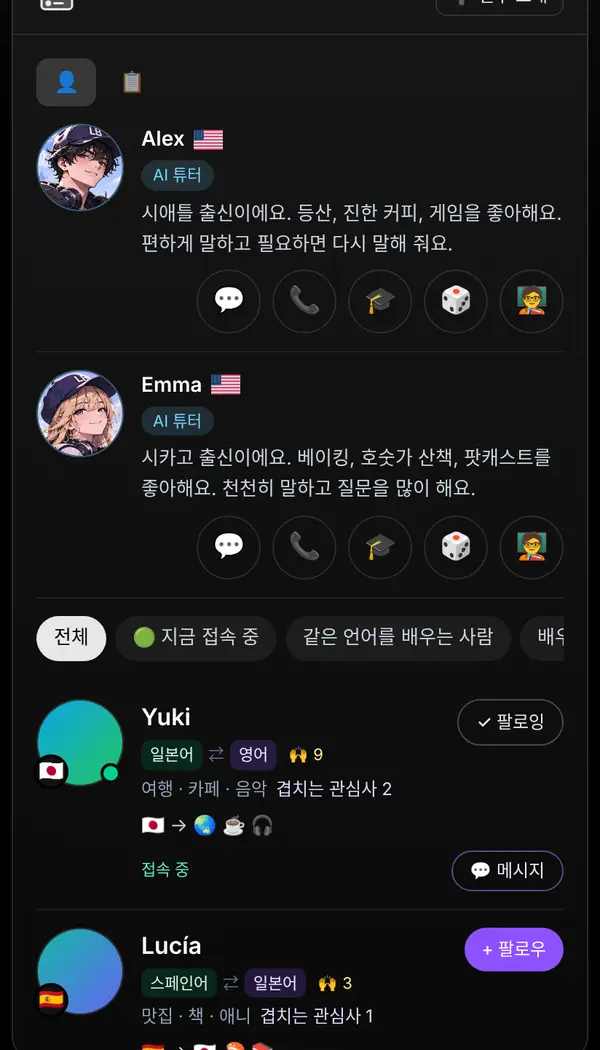 Alex
AI 튜터
시애틀 출신이에요. 등산, 진한 커피, 게임을 좋아해요.
편하게 말하고 필요하면 다시 말해 줘요.
Emma
AI 튜터
시카고 출신이에요. 베이킹, 호숫가 산책, 팟캐스트를
좋아해요. 천천히 말하고 질문을 많이 해요.
전체
지금 접속 중
같은 언어를 배우는 사람
Yuki
✓ 팔로잉
일본어 ⇄ 영어 🙌 9
여행 · 카페 · 음악 겹치는 관심사 2
접속 중
메시지
Lucía
+ 팔로우
스페인어 ⇄ 일본어 🙌 3
맛집 · 책 · 애니 겹치는 관심사 1